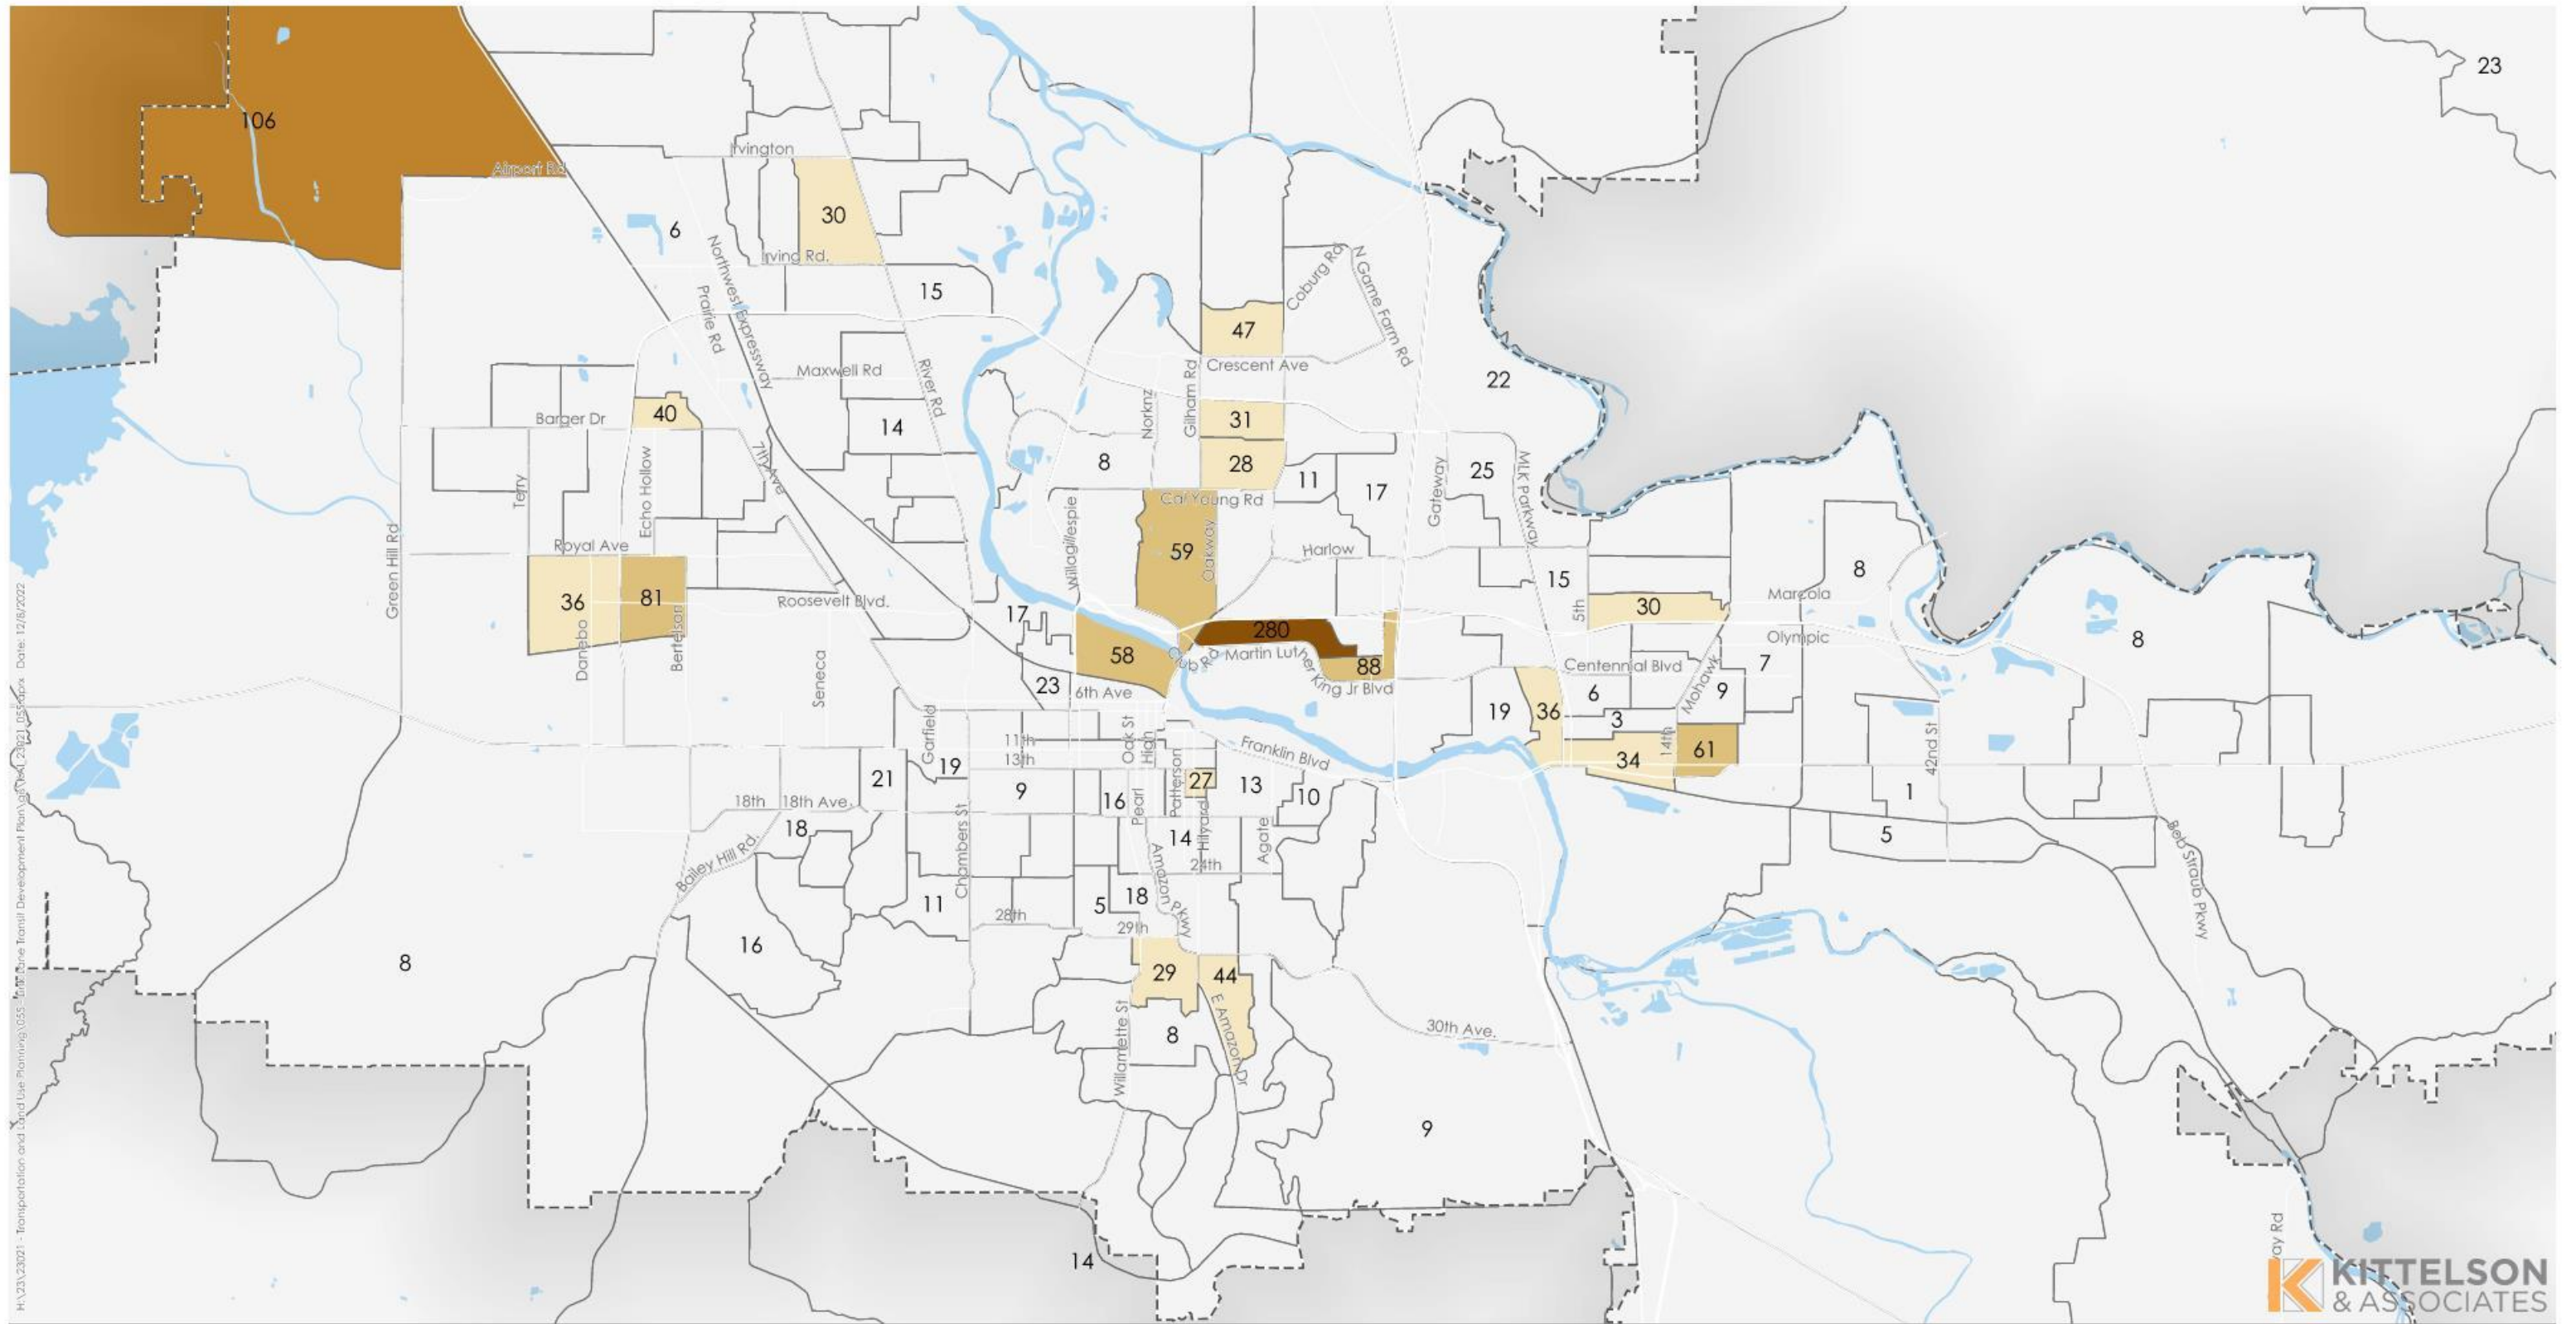 23
106
Irvington
Airport Rd
30
6
Irving Rd.
Northwest Expressway
Prairie Rd
15
Coburg Rd
N Game Farm Rd
47
Crescent Ave
Maxwell Rd
River Rd
Gilham Rd
Norknz
22
40
Barger Dr
31
14
7th Ave
8
28
11
17
25
Gateway
MLK Parkway
Terry
Echo Hollow
Cal Young Rd
Willagillespie
Green Hill Rd
Royal Ave
59
Oakway
Harlow
15
8
36
81
Danebo
Bertelson
Roosevelt Blvd.
17
5th
30
Marcola
280
Olympic
8
58
Club Rd
Martin Luther King Jr Blvd
88
Centennial Blvd
7
Seneca
23
6th Ave
6
Mohawk
9
19
36
3
Garfield
11th
13th
Oak St
High
Franklin Blvd
34
14th
61
42nd St
19
21
9
16
Pearl
Patterson
27
Hilyard
13
10
1
18th
18th Ave.
18
Bailey Hill Rd.
Chambers St
14
Agate
24th
Amazon Pkwy
5
Bob Straub Pkwy
11
28th
5
18
29th
16
8
29
44
E Amazon Dr
Willamette St
8
30th Ave.
9
14
way Rd
KITTELSON
& ASSOCIATES